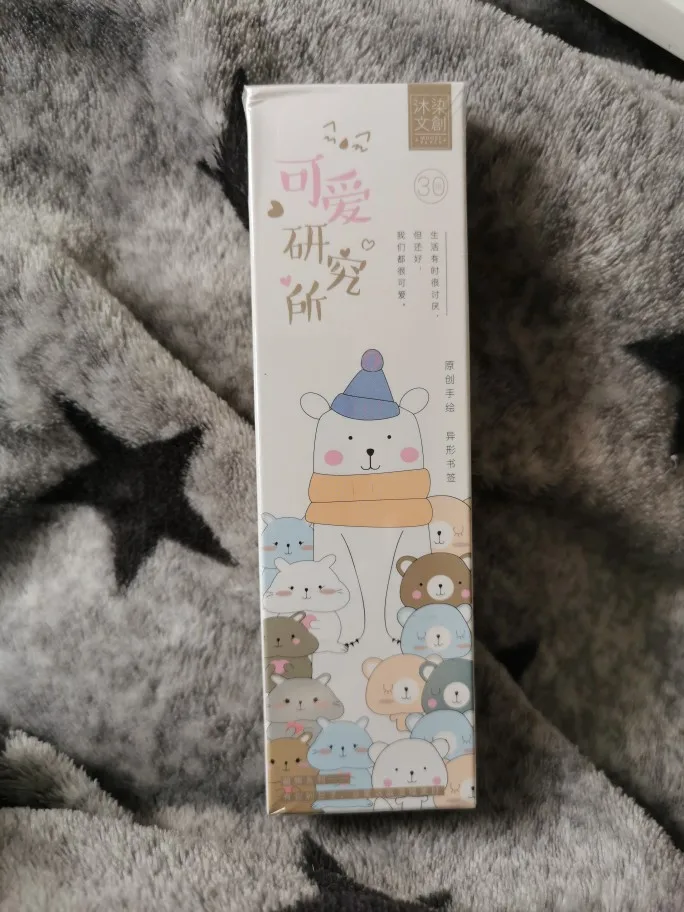 沐染
文創
可爱
研究
所
30
生活有时很讨厌，
但还好，
我们都很可爱。
原创手绘 异形书签